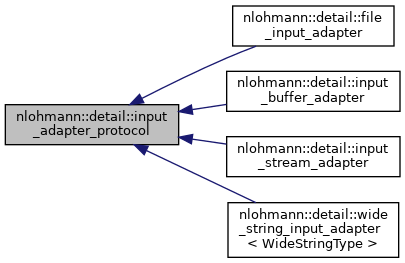 nlohmann::detail::file
_input_adapter
nlohmann::detail::input
_buffer_adapter
nlohmann::detail::input
_adapter_protocol
nlohmann::detail::input
_stream_adapter
nlohmann::detail::wide
_string_input_adapter
< WideStringType >